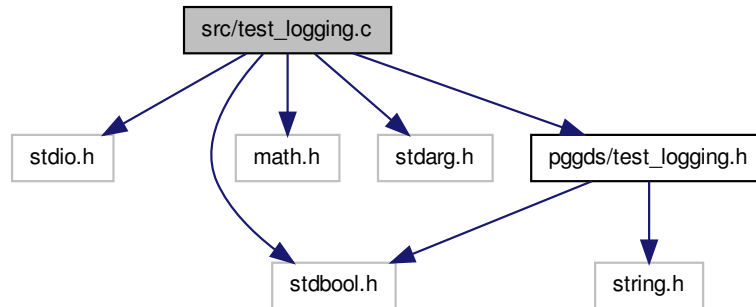 src/test_logging.c
stdio.h
math.h
stdarg.h
pggds/test_logging.h
stdbool.h
string.h